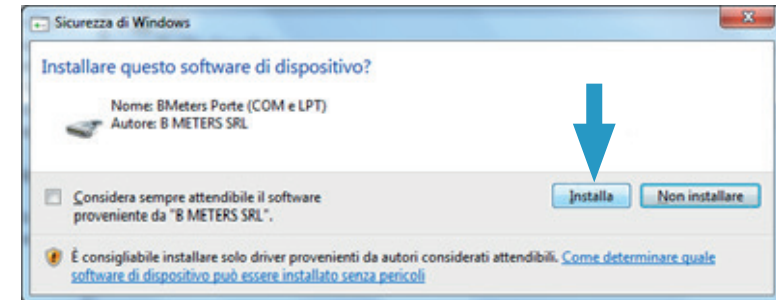 Sicurezza di Windows
Installare questo software di dispositivo?
Nome: BMeters Porte (COM e LPT)
Autore: B METERS SRL
Considera sempre attendibile il software
proveniente da "B METERS SRL".
Installa
Non installare
È consigliabile installare solo driver provenienti da autori considerati attendibili. Come determinare quale
software di dispositivo può essere installato senza pericoli